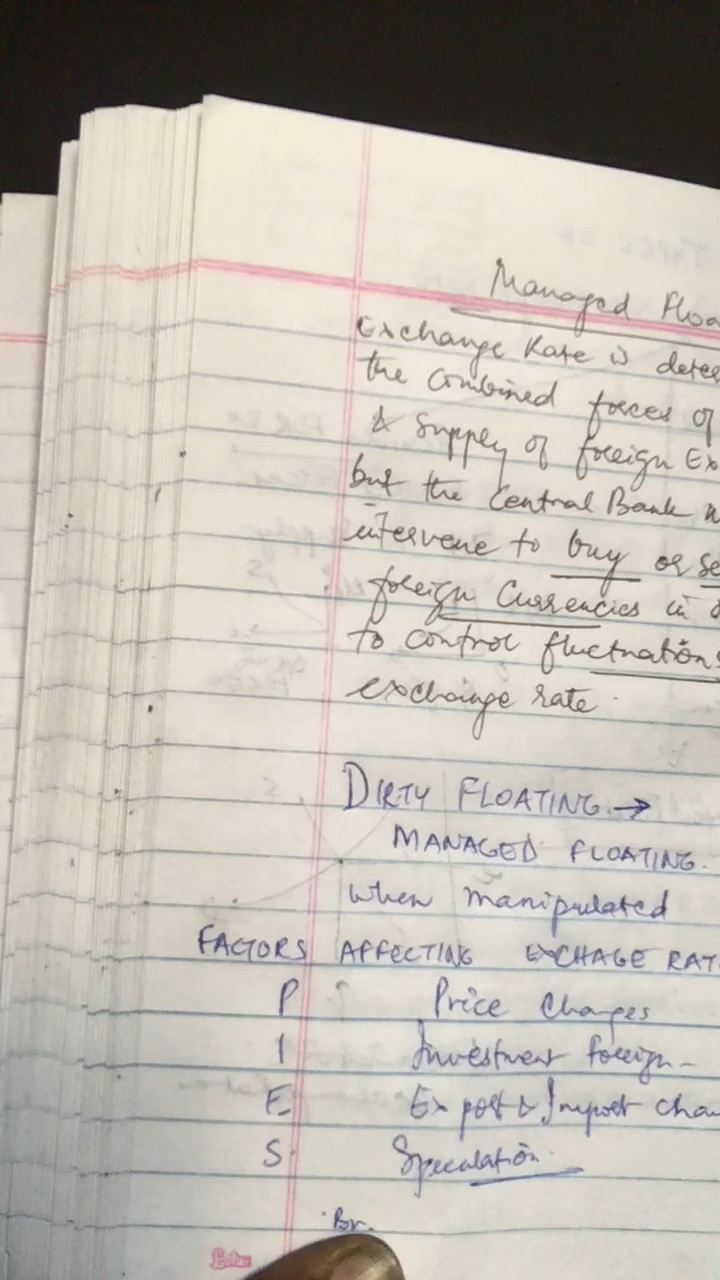 Managed Floa
Exchange Rate is dete
the Combined forces of
& Supply of foreign Ex
but the Central Bank
intervene to buy or se
foreign Currencies in
to control fluctuations
exchange rate.
DIRTY FLOATING →
MANAGED FLOATING.
When manipulated
FACTORS AFFECTING EXCHAGE RAT
P Price Changes
I Investment foreign -
E Export & Import cha
S Speculation.
Br.